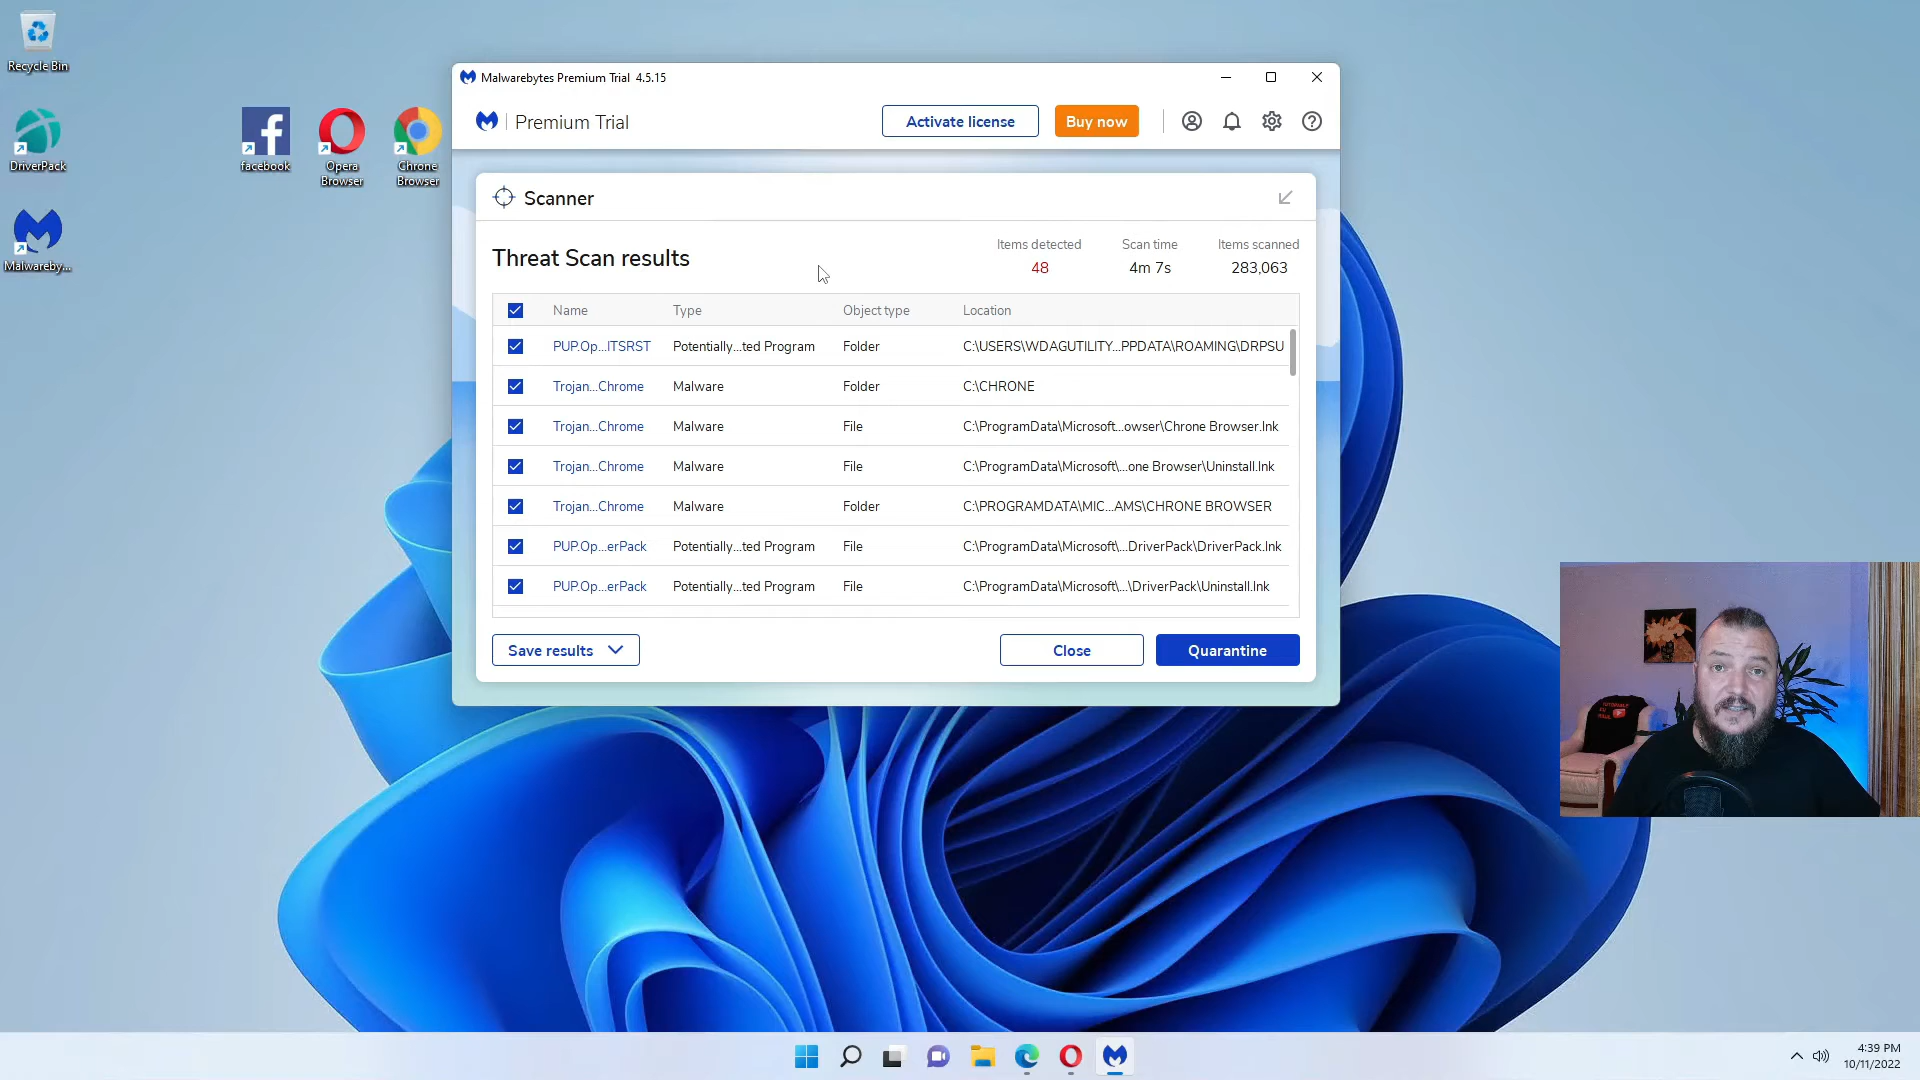 Recycle Bin
DriverPack
Malwareby...
facebook
Opera
Browser
Chrone
Browser
Malwarebytes Premium Trial 4.5.15
Premium Trial
Activate license
Buy now
Scanner
Threat Scan results
Items detected
48
Scan time
4m 7s
Items scanned
283,063
Name Type Object type Location
PUP.Op...ITSRST Potentially...ted Program Folder C:\USERS\WDAGUTILITY...PPDATA\ROAMING\DRPSU
Trojan...Chrome Malware Folder C:\CHRONE
Trojan...Chrome Malware File C:\ProgramData\Microsoft...owser\Chrone Browser.lnk
Trojan...Chrome Malware File C:\ProgramData\Microsoft\...one Browser\Uninstall.lnk
Trojan...Chrome Malware Folder C:\PROGRAMDATA\MIC...AMS\CHRONE BROWSER
PUP.Op...erPack Potentially...ted Program File C:\ProgramData\Microsoft\...DriverPack\DriverPack.lnk
PUP.Op...erPack Potentially...ted Program File C:\ProgramData\Microsoft\...\DriverPack\Uninstall.lnk
Save results
Close
Quarantine
4:39 PM
10/11/2022